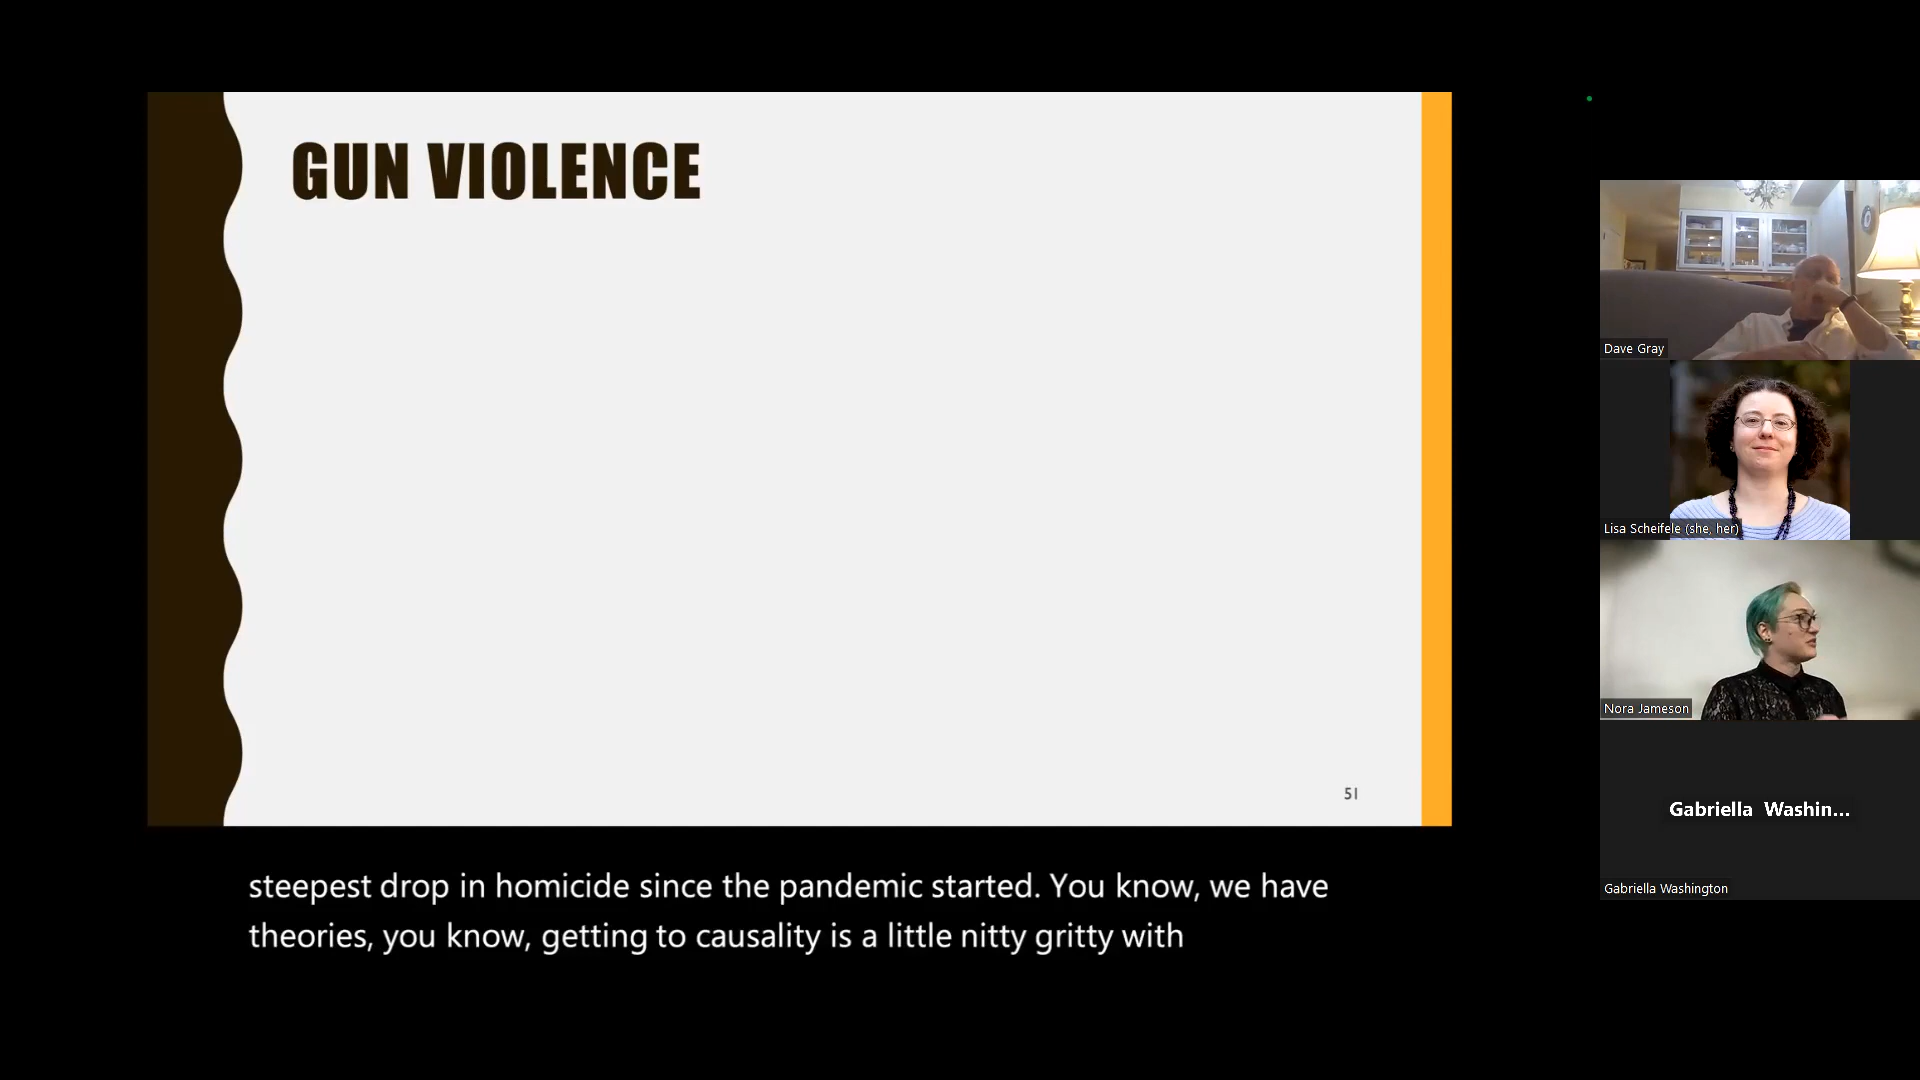 GUN VIOLENCE
51
steepest drop in homicide since the pandemic started. You know, we have
theories, you know, getting to causality is a little nitty gritty with
Dave Gray
Lisa Scheifele (she, her)
Nora Jameson
Gabriella Washin...
Gabriella Washington